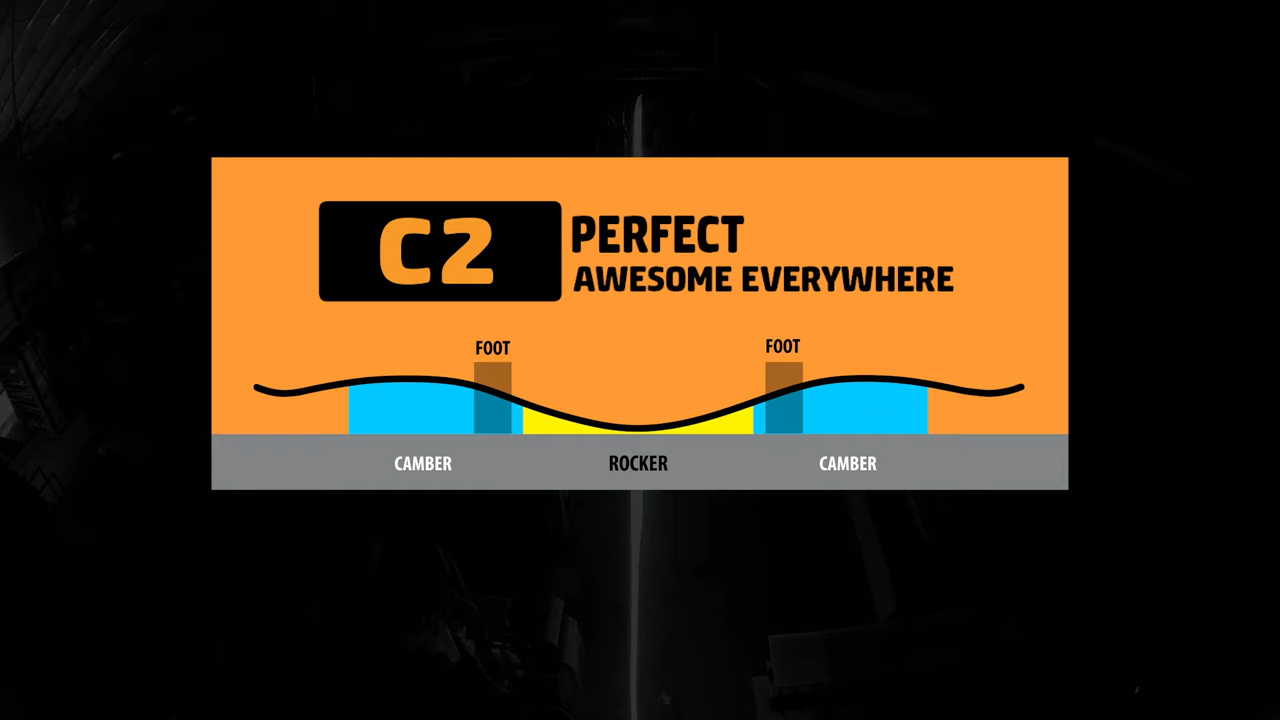 C2
PERFECT
AWESOME EVERYWHERE
FOOT FOOT
CAMBER ROCKER CAMBER